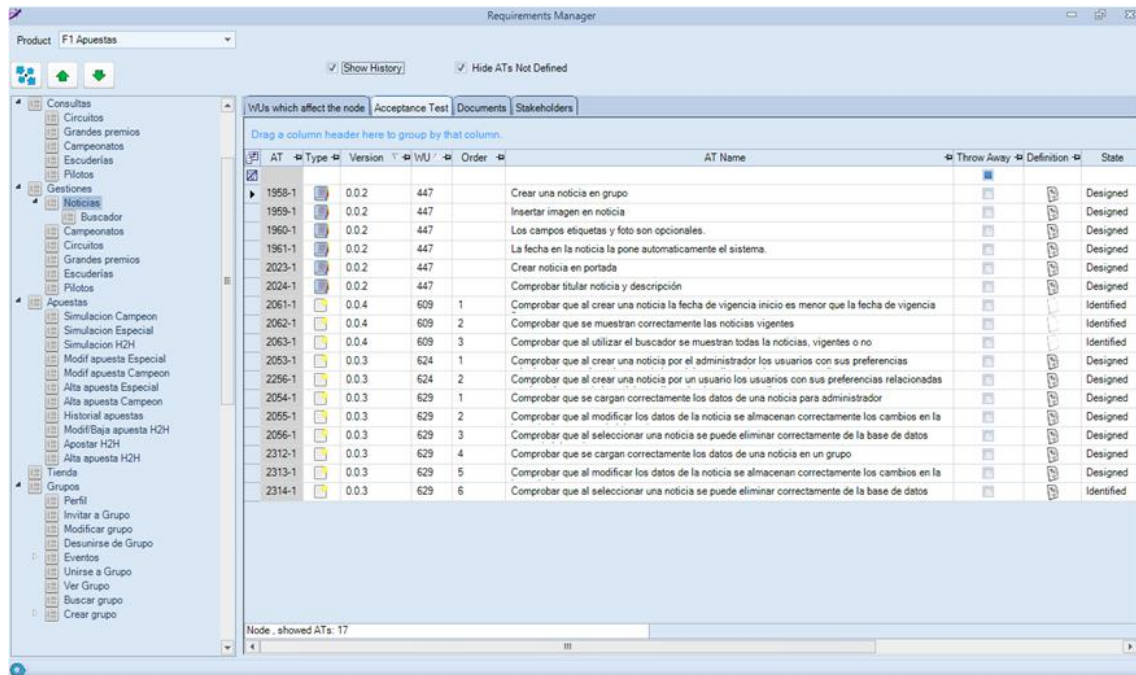 Requirements Manager
Product F1 Apuestas
Show History Hide ATs Not Defined
Consultas
Circuitos
Grandes premios
Campeonatos
Escuderías
Pilotos
Gestiones
Noticias
Buscador
Campeonatos
Circuitos
Grandes premios
Escuderías
Pilotos
Apuestas
Simulacion Campeon
Simulacion Especial
Simulacion H2H
Modif apuesta Especial
Modif apuesta Campeon
Alta apuesta Especial
Alta apuesta Campeon
Historial apuestas
Modif/Baja apuesta H2H
Apostar H2H
Alta apuesta H2H
Tienda
Grupos
Perfil
Invitar a Grupo
Modificar grupo
Desunirse de Grupo
Eventos
Unirse a Grupo
Ver Grupo
Buscar grupo
Crear grupo
WUs which affect the node Acceptance Test Documents Stakeholders
Drag a column header here to group by that column.
AT Type Version WU Order AT Name Throw Away Definition State
1958-1 0.0.2 447 Crear una noticia en grupo Designed
1959-1 0.0.2 447 Insertar imagen en noticia Designed
1960-1 0.0.2 447 Los campos etiquetas y foto son opcionales. Designed
1961-1 0.0.2 447 La fecha en la noticia la pone automaticamente el sistema. Designed
2023-1 0.0.2 447 Crear noticia en portada Designed
2024-1 0.0.2 447 Comprobar titular noticia y descripción Designed
2061-1 0.0.4 609 1 Comprobar que al crear una noticia la fecha de vigencia inicio es menor que la fecha de vigencia Identified
2062-1 0.0.4 609 2 Comprobar que se muestran correctamente las noticias vigentes Identified
2063-1 0.0.4 609 3 Comprobar que al utilizar el buscador se muestran todas la noticias, vigentes o no Identified
2053-1 0.0.3 624 1 Comprobar que al crear una noticia por el administrador los usuarios con sus preferencias Designed
2256-1 0.0.3 624 2 Comprobar que al crear una noticia por un usuario los usuarios con sus preferencias relacionadas Designed
2054-1 0.0.3 629 1 Comprobar que se cargan correctamente los datos de una noticia para administrador Designed
2055-1 0.0.3 629 2 Comprobar que al modificar los datos de la noticia se almacenan correctamente los cambios en la Designed
2056-1 0.0.3 629 3 Comprobar que al seleccionar una noticia se puede eliminar correctamente de la base de datos Designed
2312-1 0.0.3 629 4 Comprobar que se cargan correctamente los datos de una noticia en un grupo Designed
2313-1 0.0.3 629 5 Comprobar que al modificar los datos de la noticia se almacenan correctamente los cambios en la Designed
2314-1 0.0.3 629 6 Comprobar que al seleccionar una noticia se puede eliminar correctamente de la base de datos Identified
Node , showed ATs: 17